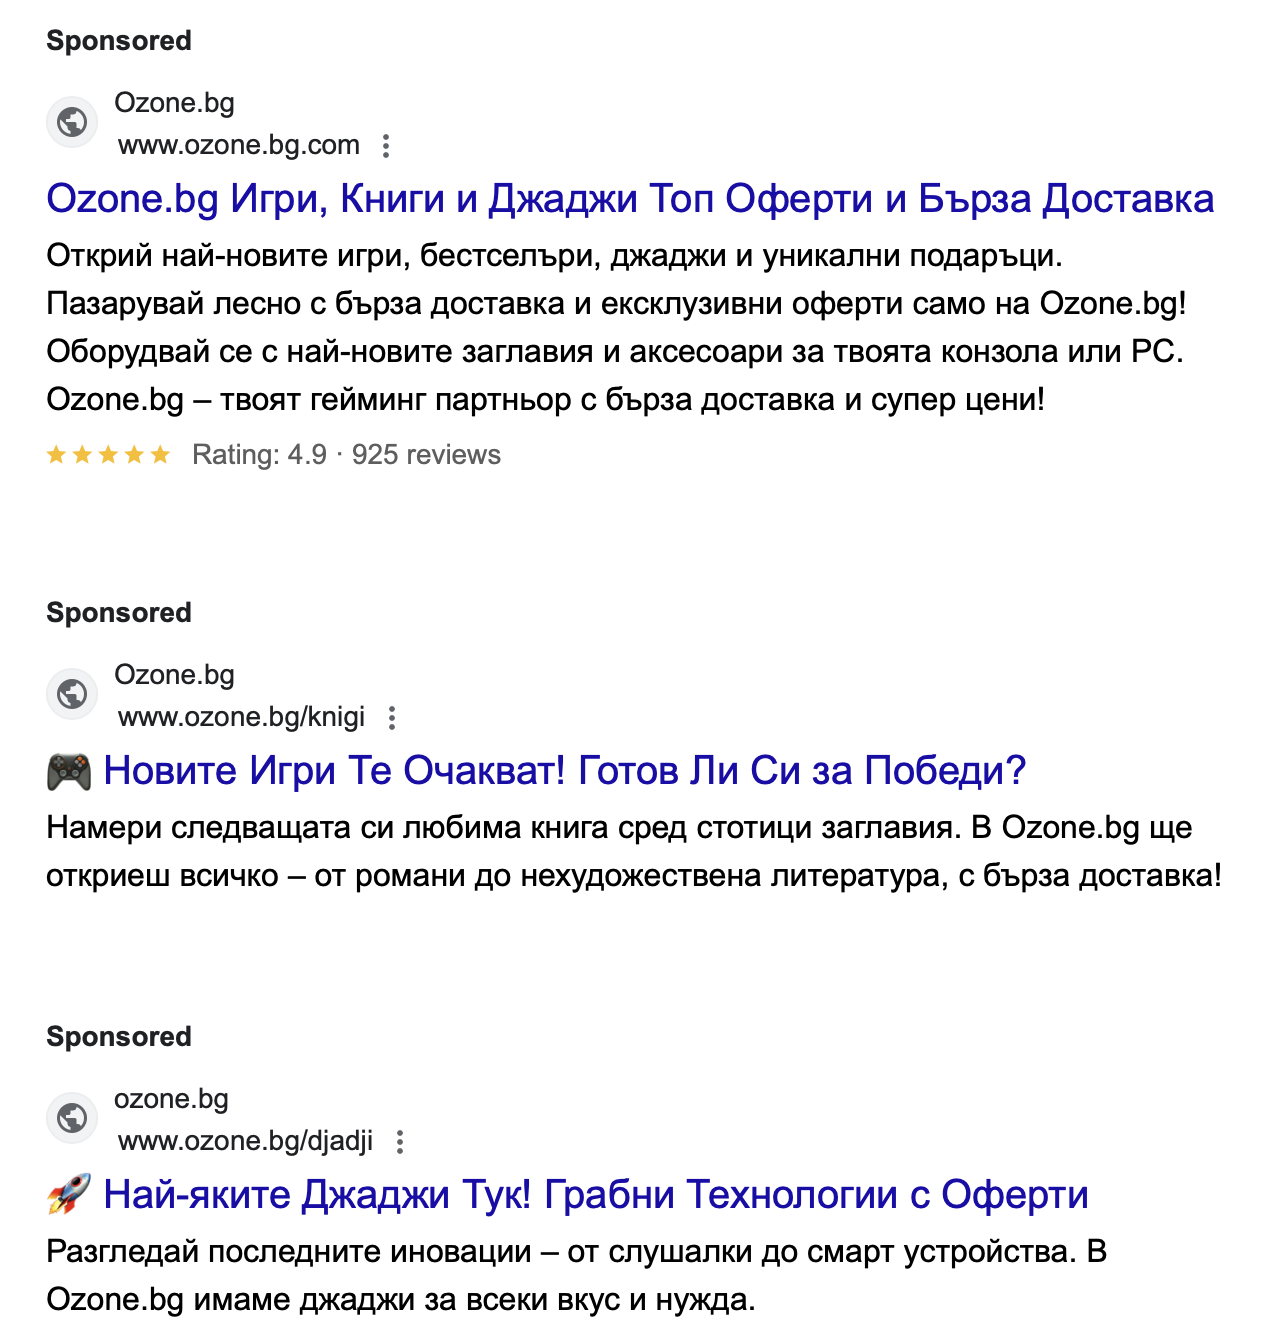 Sponsored
Ozone.bg
www.ozone.bg.com
Ozone.bg Игри, Книги и Джаджи Топ Оферти и Бърза Доставка
Открий най-новите игри, бестселъри, джаджи и уникални подаръци.
Пазарувай лесно с бърза доставка и ексклузивни оферти само на Ozone.bg!
Оборудвай се с най-новите заглавия и аксесоари за твоята конзола или PC.
Ozone.bg – твоят гейминг партньор с бърза доставка и супер цени!
Rating: 4.9 · 925 reviews
Sponsored
Ozone.bg
www.ozone.bg/knigi
🎮 Новите Игри Те Очакват! Готов Ли Си за Победи?
Намери следващата си любима книга сред стотици заглавия. В Ozone.bg ще
откриеш всичко – от романи до нехудожествена литература, с бърза доставка!
Sponsored
ozone.bg
www.ozone.bg/djadji
🚀 Най-яките Джаджи Тук! Грабни Технологии с Оферти
Разгледай последните иновации – от слушалки до смарт устройства. В
Ozone.bg имаме джаджи за всеки вкус и нужда.